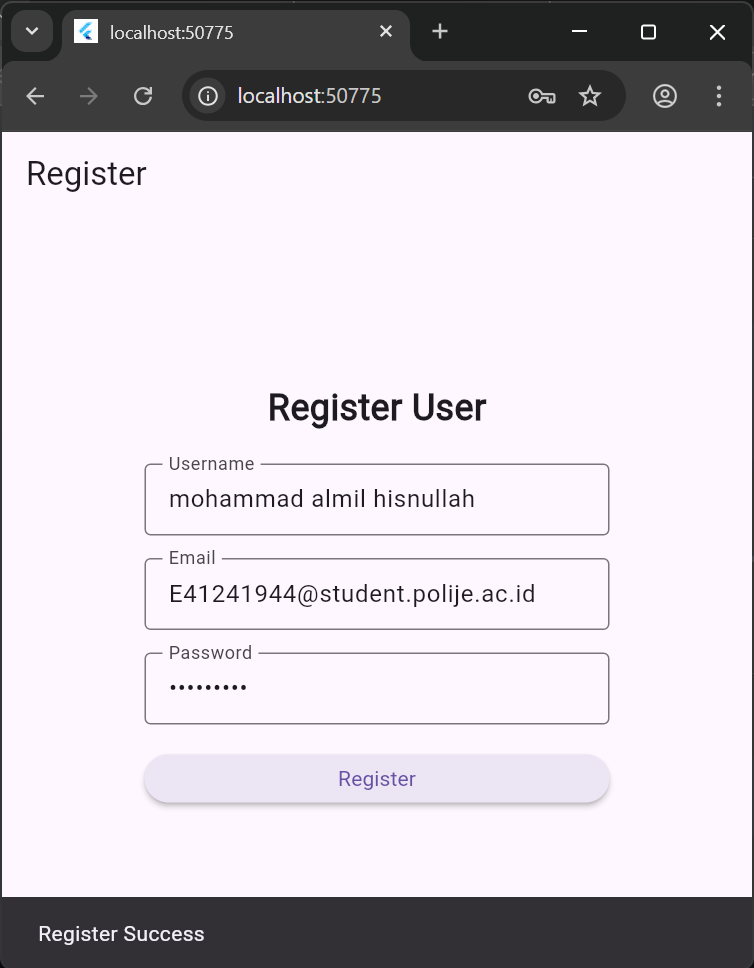 localhost:50775
localhost:50775
Register
Register User
Username
mohammad almil hisnullah
Email
E41241944@student.polije.ac.id
Password
•••••••••
Register
Register Success